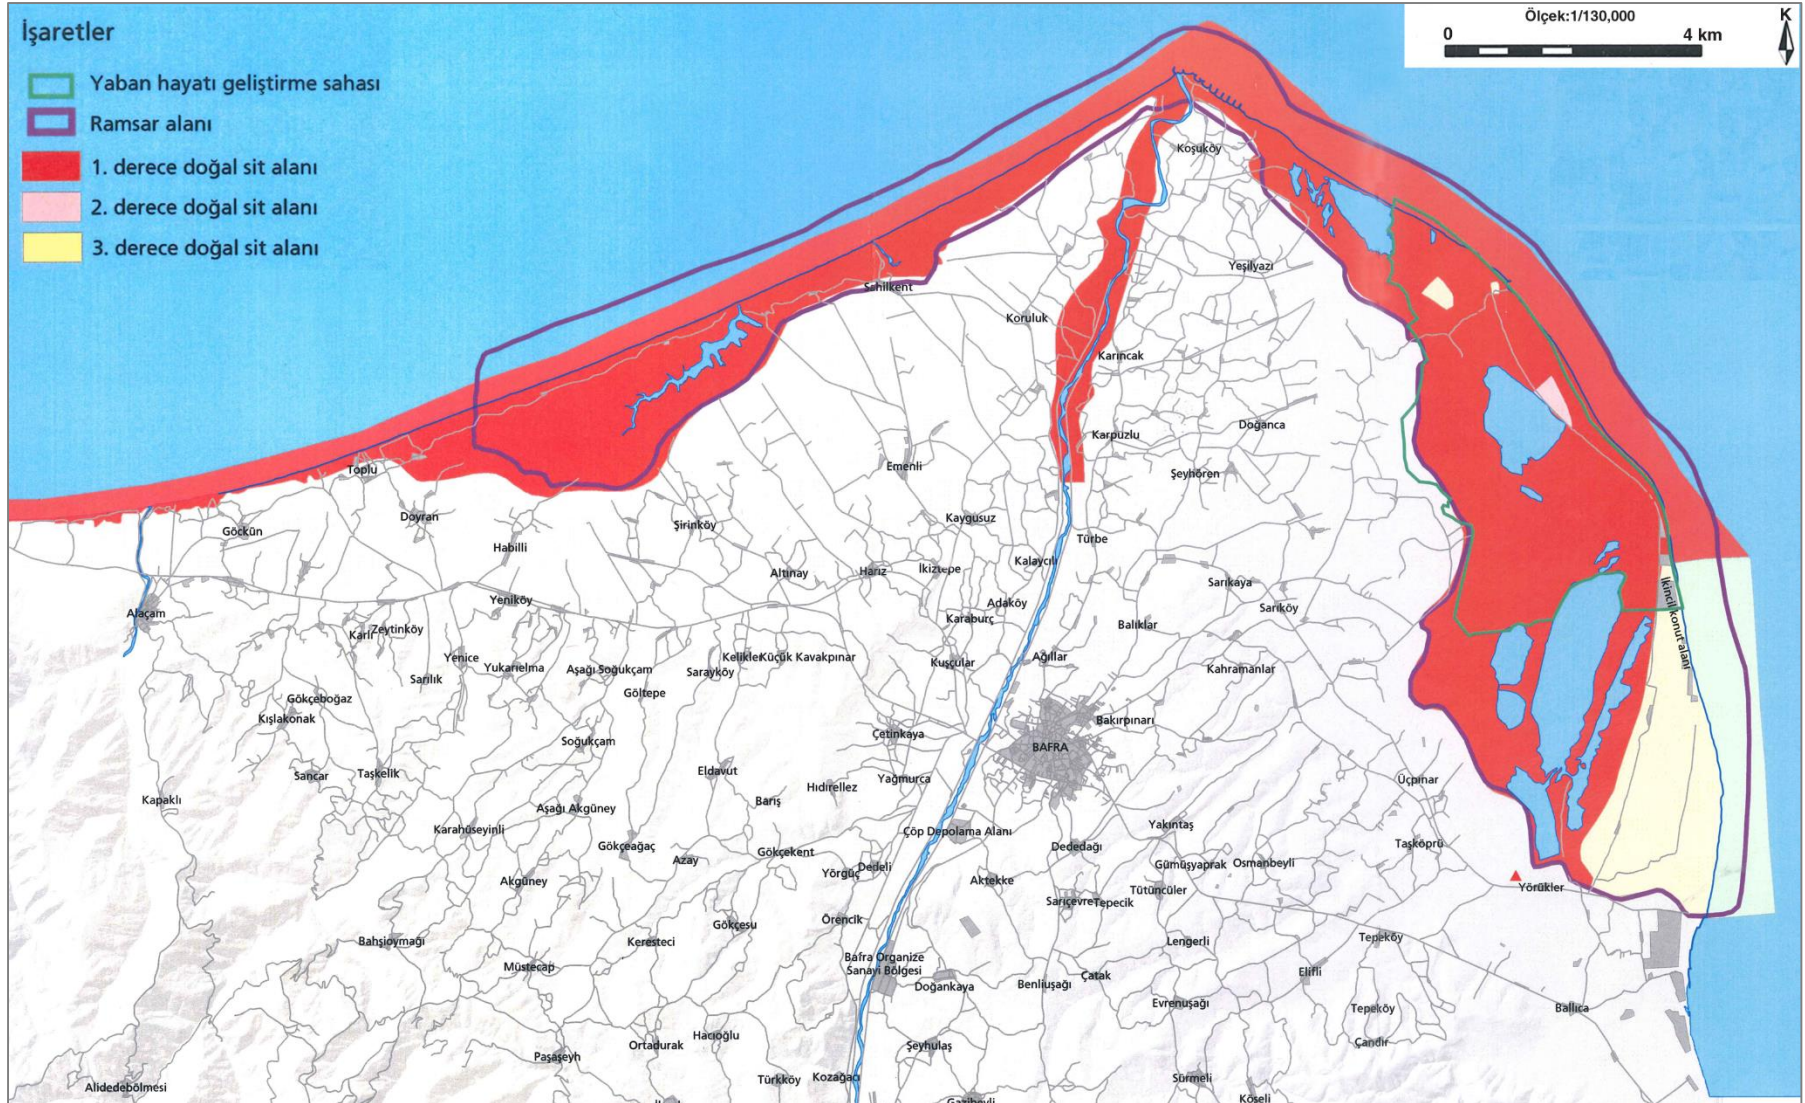 İşaretler
Yaban hayatı geliştirme sahası
Ramsar alanı
1. derece doğal sit alanı
2. derece doğal sit alanı
3. derece doğal sit alanı
Ölçek:1/130,000
K
0
4 km
Koşuköy
Yeşilyazı
Sahilkent
Koruluk
Karıncak
Doğanca
Karpuzlu
Toplu
Emenli
Şeyhören
Doyran
Göckün
Şirinköy
Kaygusuz
Habilli
Türbe
Kalaycılı
Altınay
Harız
İkiztepe
Sarıkaya
Yeniköy
Adaköy
Sarıköy
Alaçam
Karaburç
Balıklar
Karlı
Zeytinköy
İkincil konut alanı
Yenice
Yukarıelma
Aşağı Soğukçam
Kelikler
Küçük Kavakpınar
Kuşçular
Ağıllar
Sarayköy
Kahramanlar
Sarılık
Göltepe
Gökçeboğaz
Kışlakonak
Bakırpınarı
Çetinkaya
Soğukçam
BAFRA
Sancar
Taşkelik
Eldavut
Yağmurca
Üçpınar
Hıdırellez
Kapaklı
Barış
Aşağı Akgüney
Karahüseyinli
Yakıntaş
Çöp Depolama Alanı
Gökçeağaç
Azay
Gökçekent
Dededağı
Taşköprü
Yörgüç
Dedeli
Gümüşyaprak
Osmanbeyli
Akgüney
Aktekke
Tütüncüler
Yörükler
Sarıçevre
Tepecik
Gökçesu
Örencik
Bahşioymağı
Keresteci
Lengerli
Tepeköy
Bafra Organize
Sanayi Bölgesi
Müstecap
Doğankaya
Benliuşağı
Çatak
Elifli
Evrenuşağı
Tepeköy
Ballıca
Hacıoğlu
Ortadurak
Şeyhulaş
Çandır
Paşaşeyh
Türkköy
Kozağacı
Sürmeli
Alidedebölmesi
Köseli